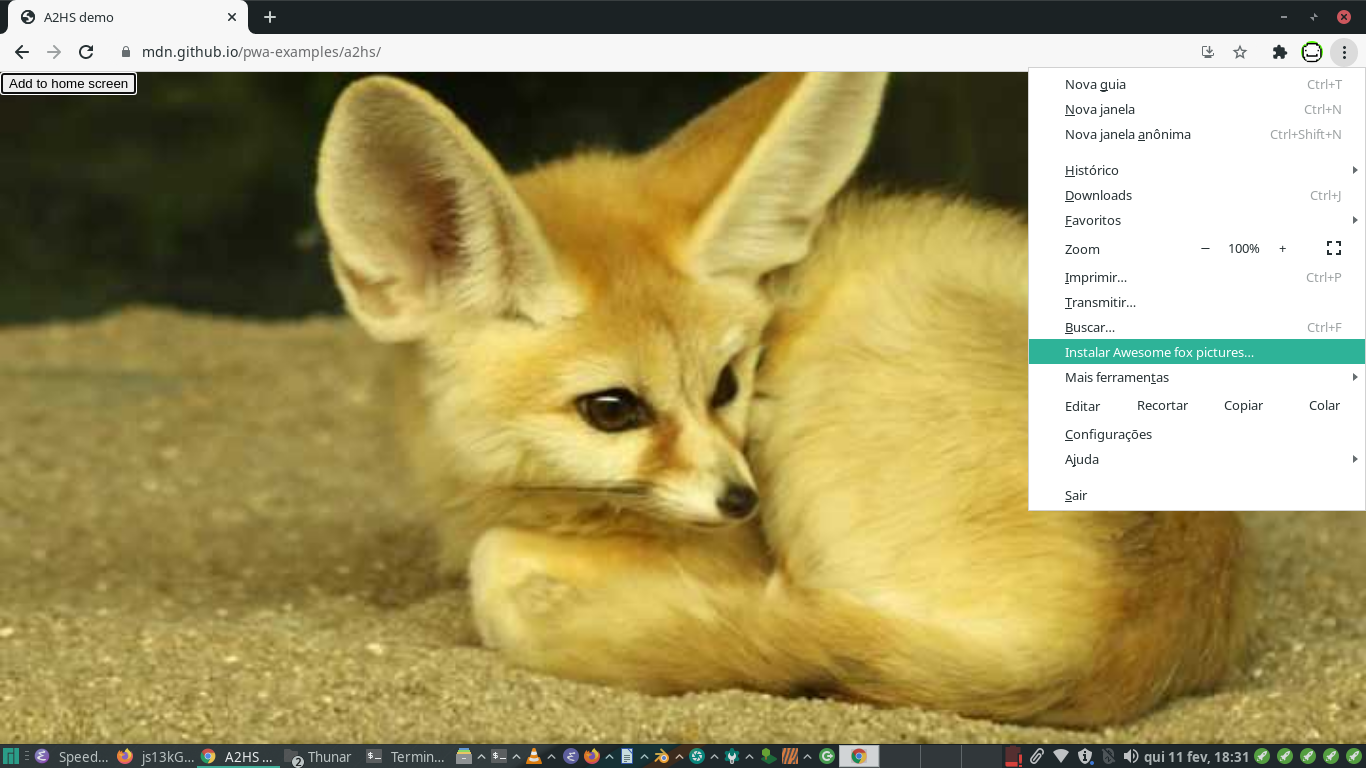 A2HS demo
mdn.github.io/pwa-examples/a2hs/
Add to home screen
Nova guia Ctrl+T
Nova janela Ctrl+N
Nova janela anônima Ctrl+Shift+N
Histórico
Downloads Ctrl+J
Favoritos
Zoom − 100% +
Imprimir... Ctrl+P
Transmitir...
Buscar... Ctrl+F
Instalar Awesome fox pictures...
Mais ferramentas
Editar Recortar Copiar Colar
Configurações
Ajuda
Sair
Speed... js13kG... A2HS ... 2 Thunar Termin... qui 11 fev, 18:31